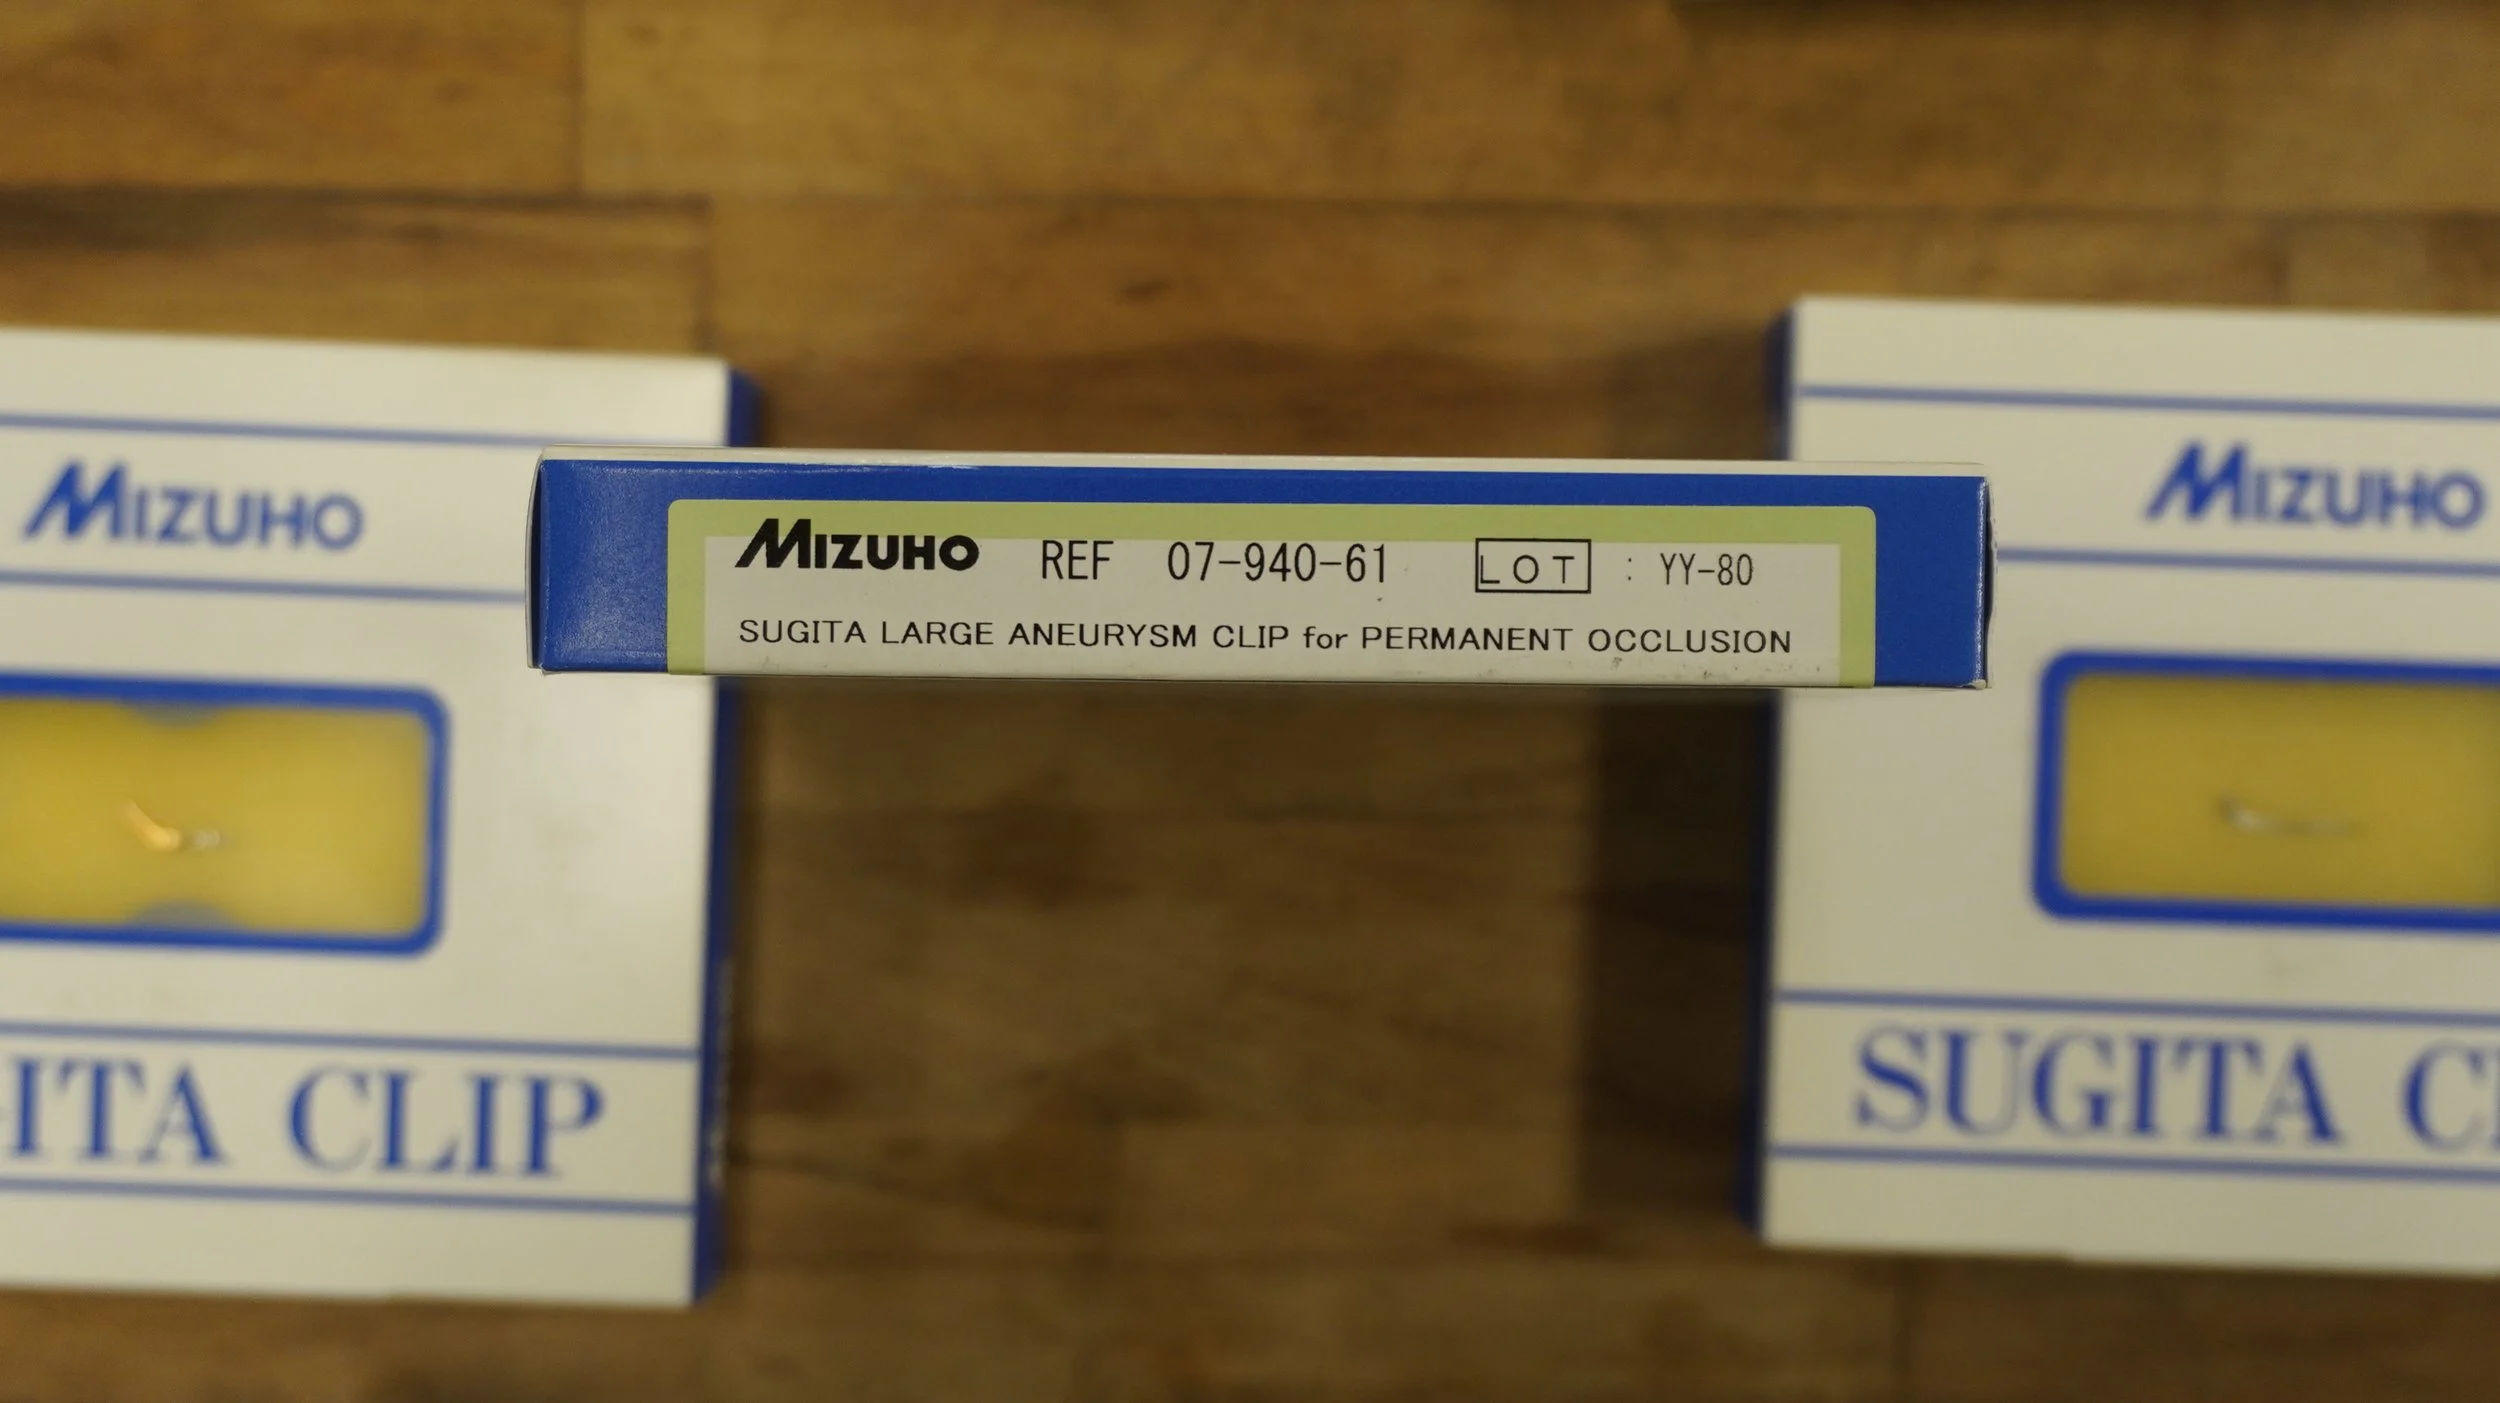 MIZUHO
ITA CLIP
MIZUHO REF 07-940-61 LOT : YY-80
SUGITA LARGE ANEURYSM CLIP for PERMANENT OCCLUSION
MIZUHO
SUGITA